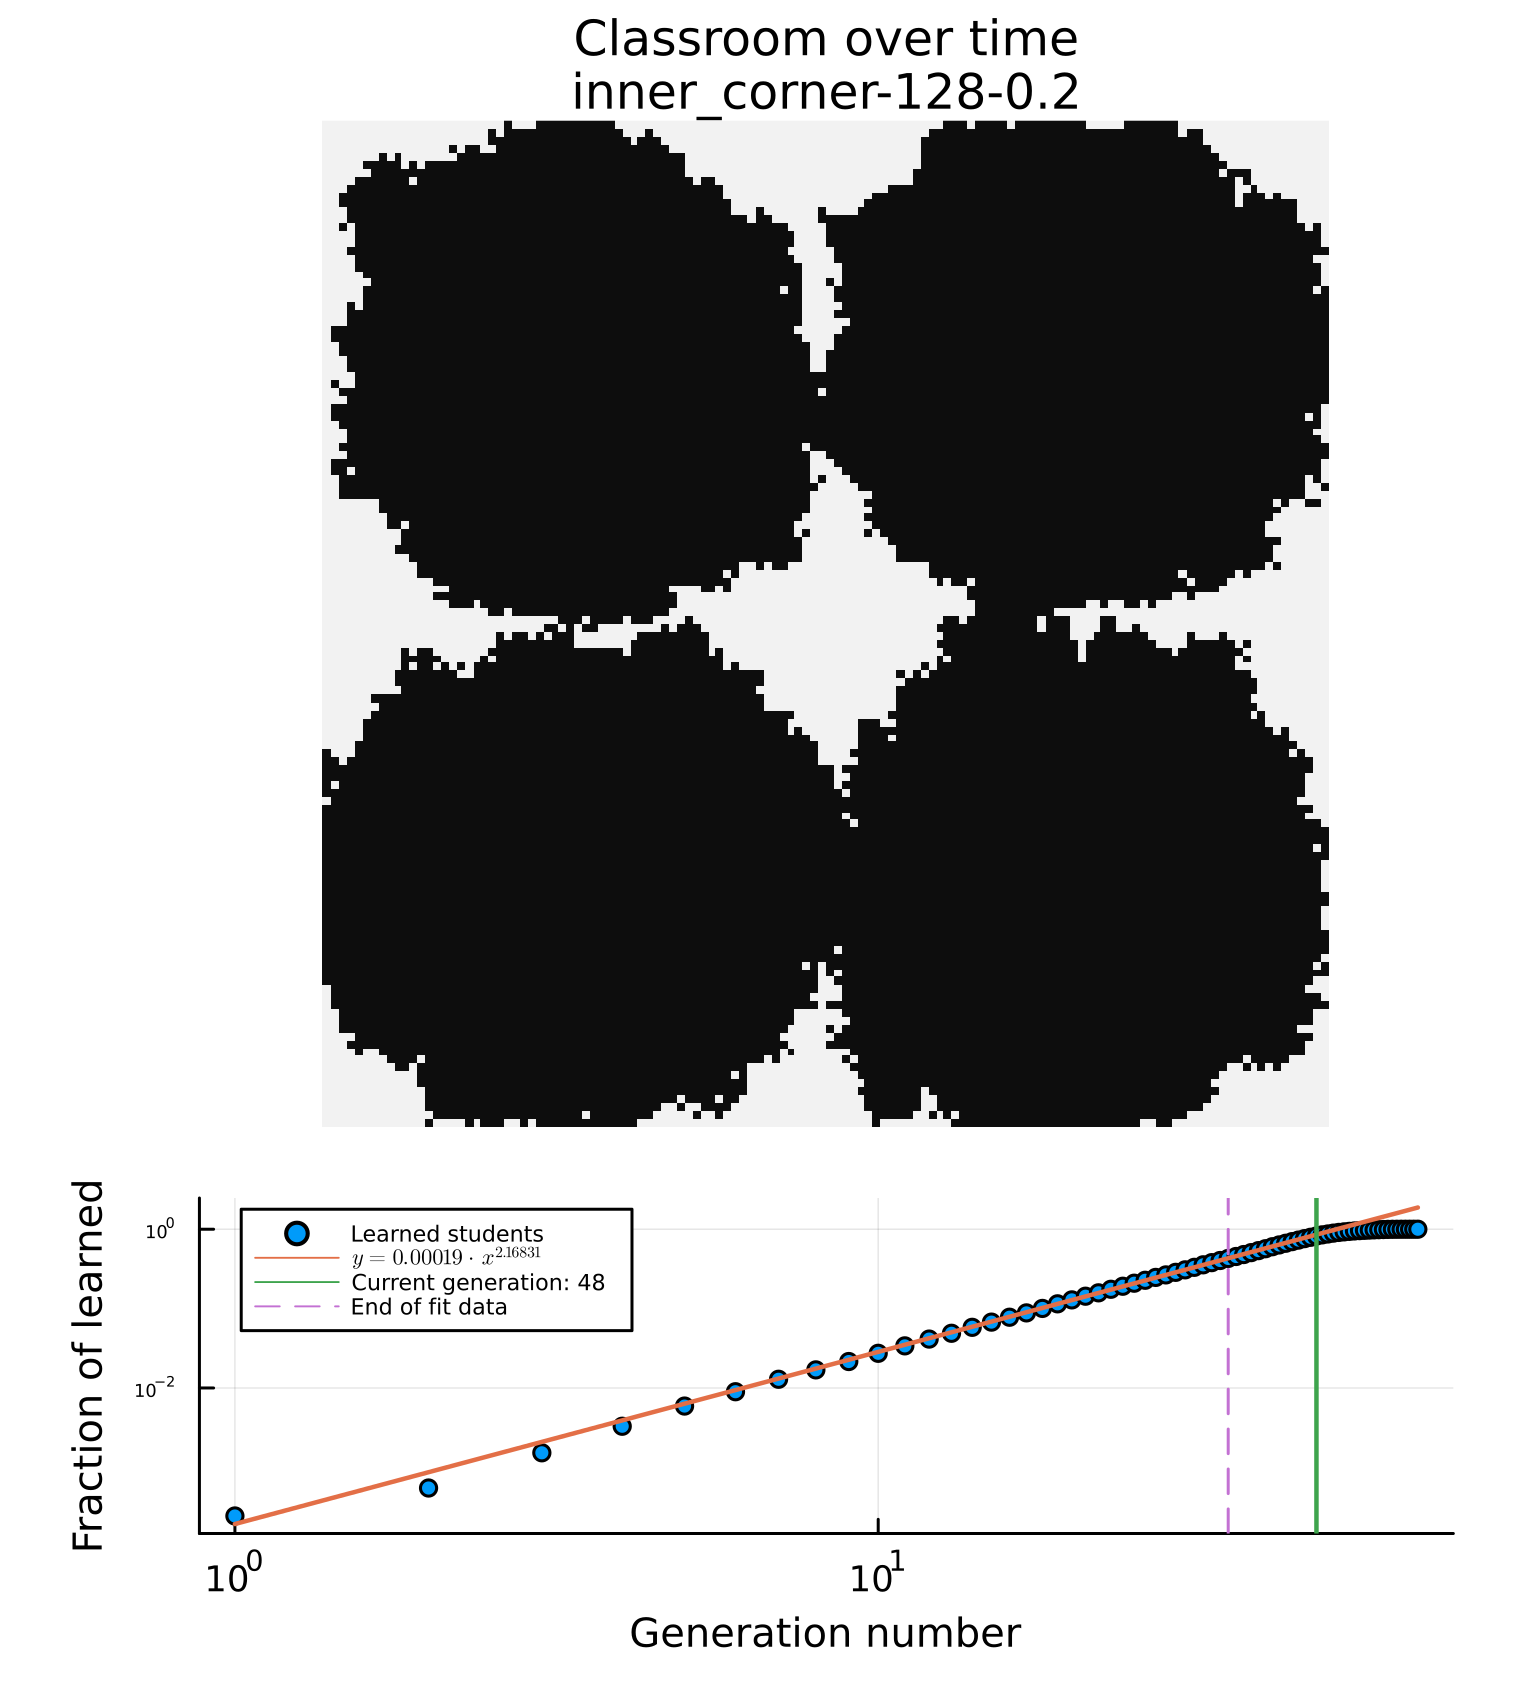 Classroom over time
inner_corner-128-0.2
Fraction of learned
10^0
10^-2
Learned students
y = 0.00019 · x^2.16831
Current generation: 48
End of fit data
10^0
10^1
Generation number